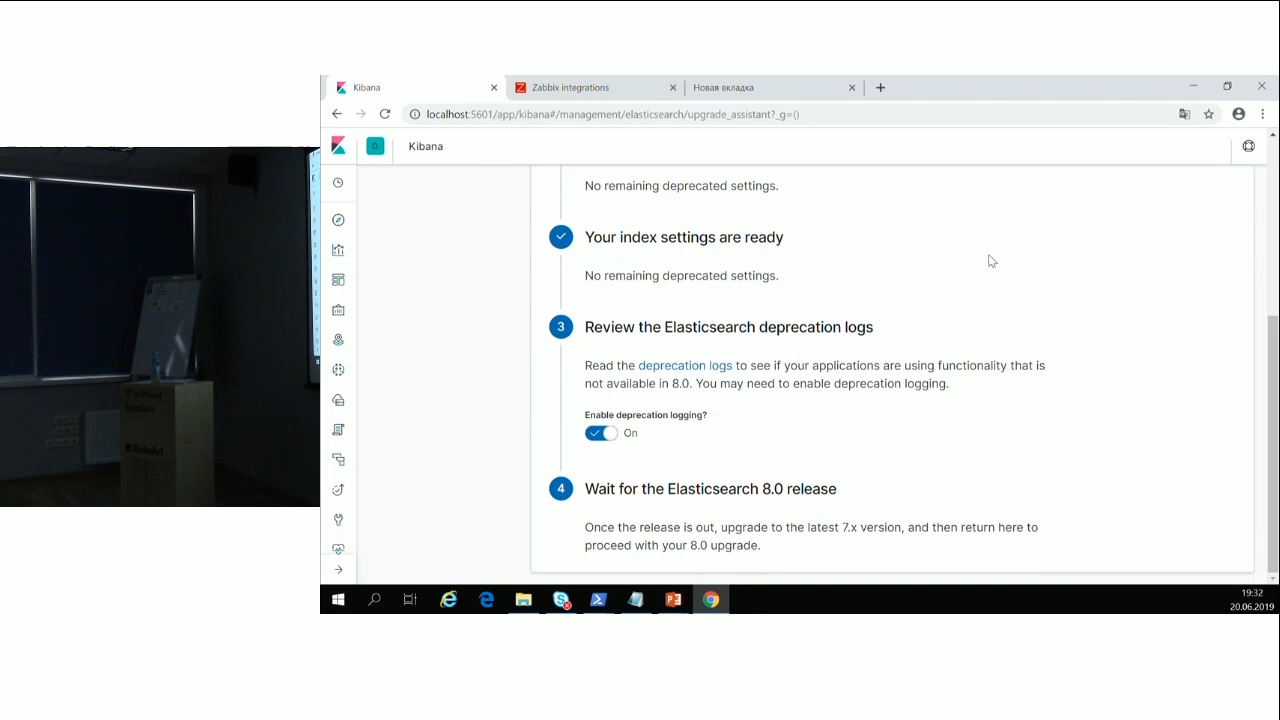 Kibana
Zabbix integrations
Новая вкладка
localhost:5601/app/kibana#/management/elasticsearch/upgrade_assistant?_g=()
D
Kibana
No remaining deprecated settings.
Your index settings are ready
No remaining deprecated settings.
3
Review the Elasticsearch deprecation logs
Read the deprecation logs to see if your applications are using functionality that is
not available in 8.0. You may need to enable deprecation logging.
Enable deprecation logging?
On
4
Wait for the Elasticsearch 8.0 release
Once the release is out, upgrade to the latest 7.x version, and then return here to
proceed with your 8.0 upgrade.
19:32
20.06.2019
IT without
borders
DataArt